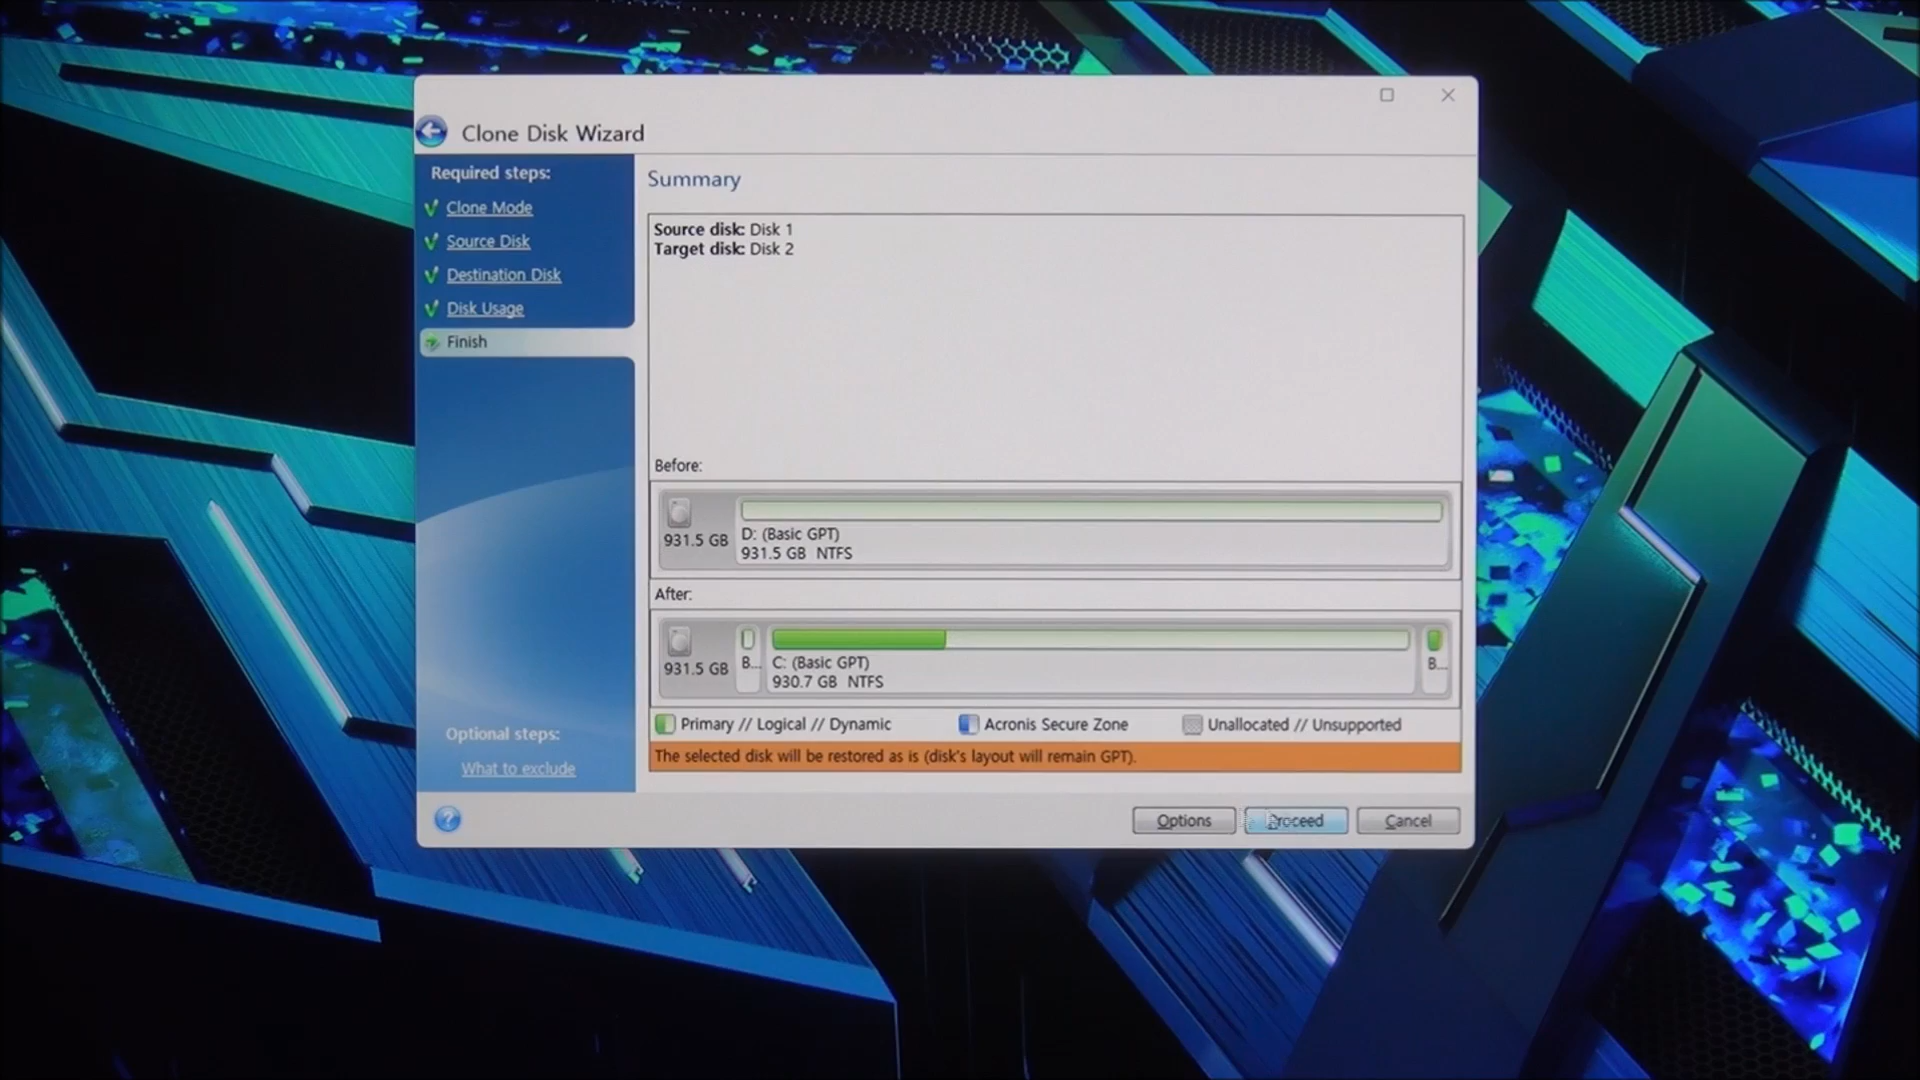 Clone Disk Wizard
Required steps:
Clone Mode
Source Disk
Destination Disk
Disk Usage
Finish
Optional steps:
What to exclude
Summary
Source disk: Disk 1
Target disk: Disk 2
Before:
931.5 GB
D: (Basic GPT)
931.5 GB NTFS
After:
931.5 GB
B...
C: (Basic GPT)
930.7 GB NTFS
B...
Primary // Logical // Dynamic
Acronis Secure Zone
Unallocated // Unsupported
The selected disk will be restored as is (disk's layout will remain GPT).
?
Options
Proceed
Cancel